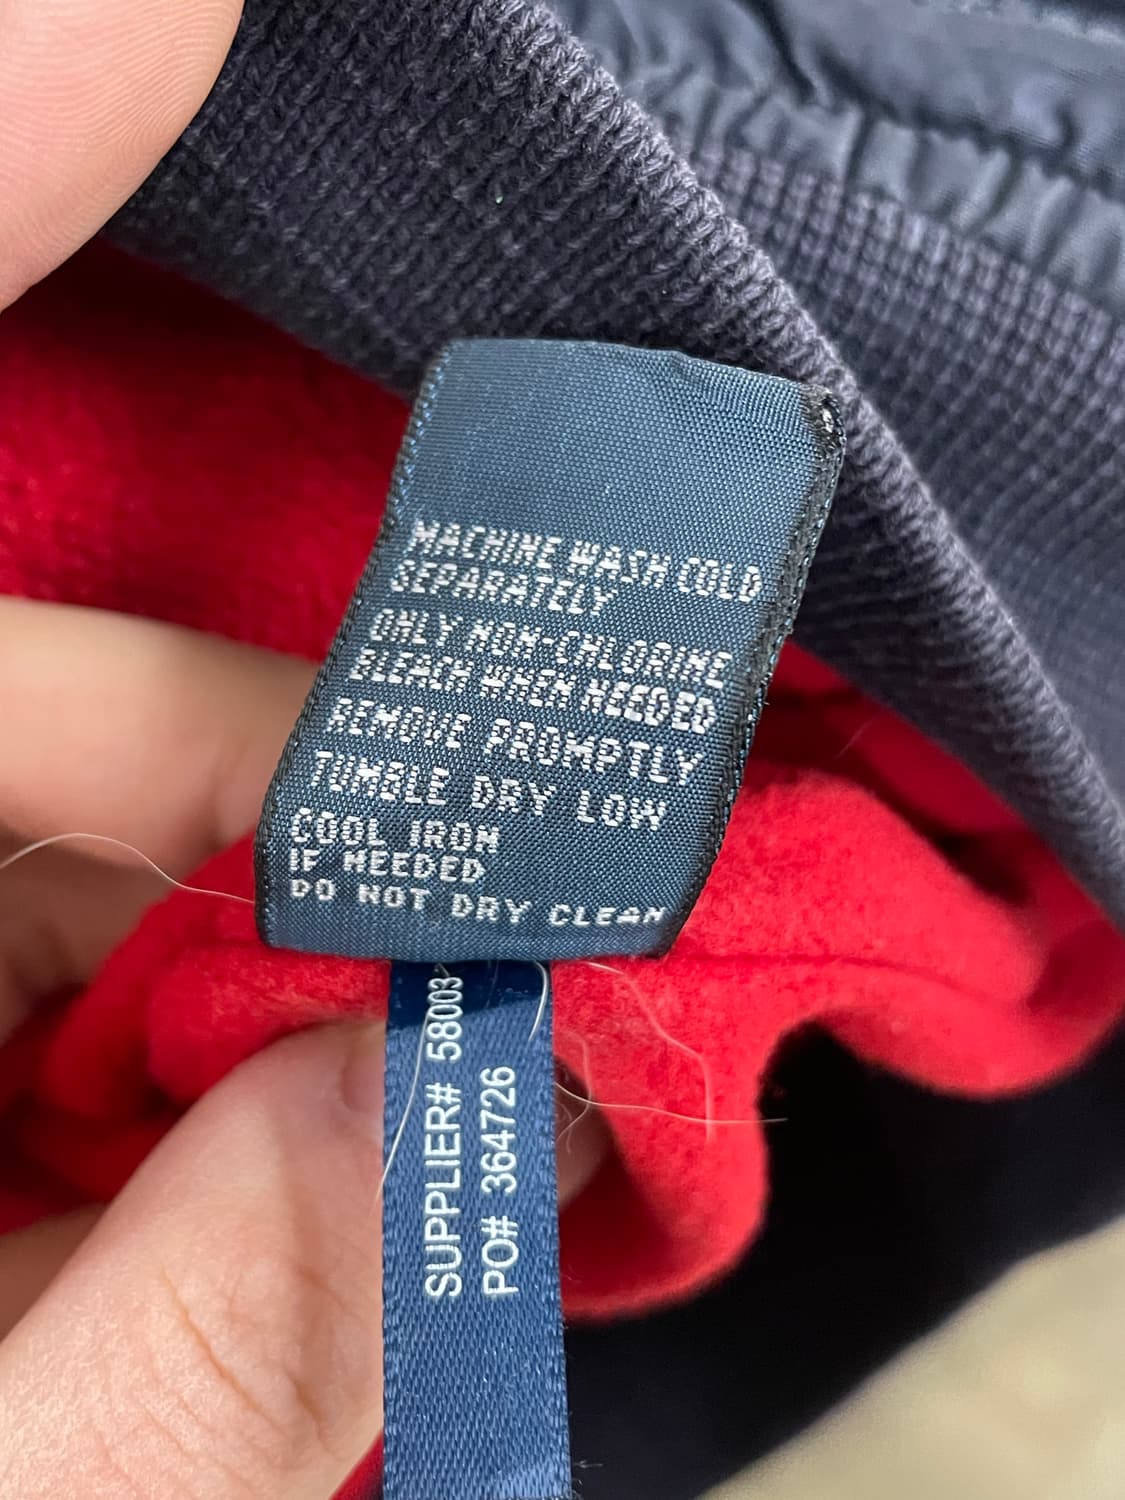 MACHINE WASH COLD
SEPARATELY
ONLY NON-CHLORINE
BLEACH WHEN NEEDED
REMOVE PROMPTLY
TUMBLE DRY LOW
COOL IRON
IF NEEDED
DO NOT DRY CLEAN
SUPPLIER# 58003
PO# 364726